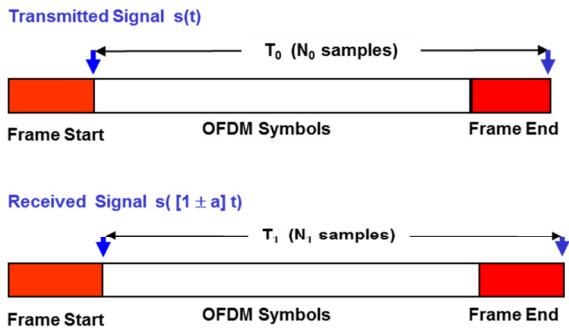 Transmitted Signal s(t)
T₀ (N₀ samples)
Frame Start OFDM Symbols Frame End
Received Signal s( [1 ± a] t)
T₁ (N₁ samples)
Frame Start OFDM Symbols Frame End